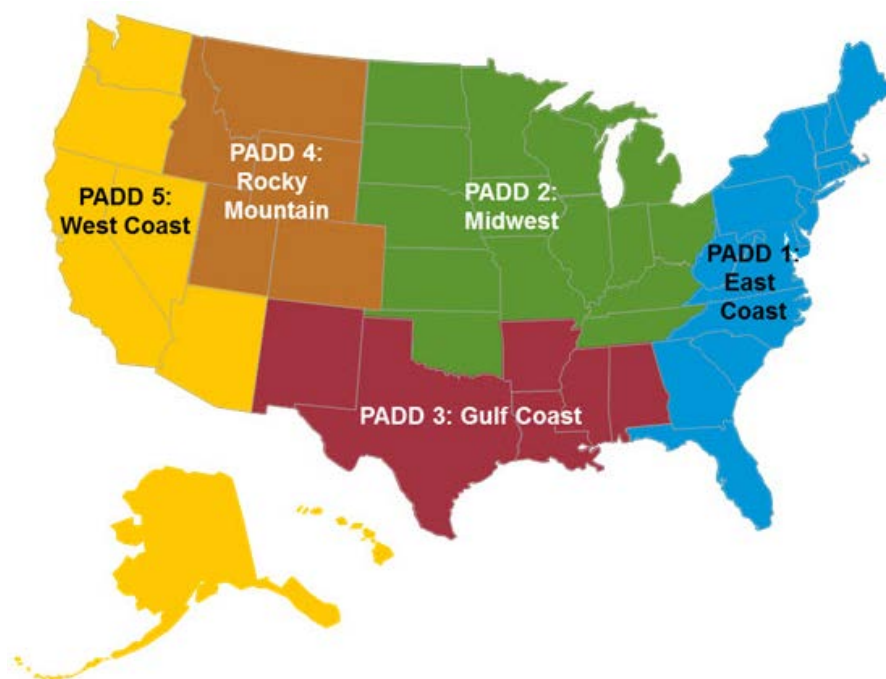 PADD 4:
Rocky
Mountain
PADD 5:
West Coast
PADD 2:
Midwest
PADD 1:
East
Coast
PADD 3: Gulf Coast